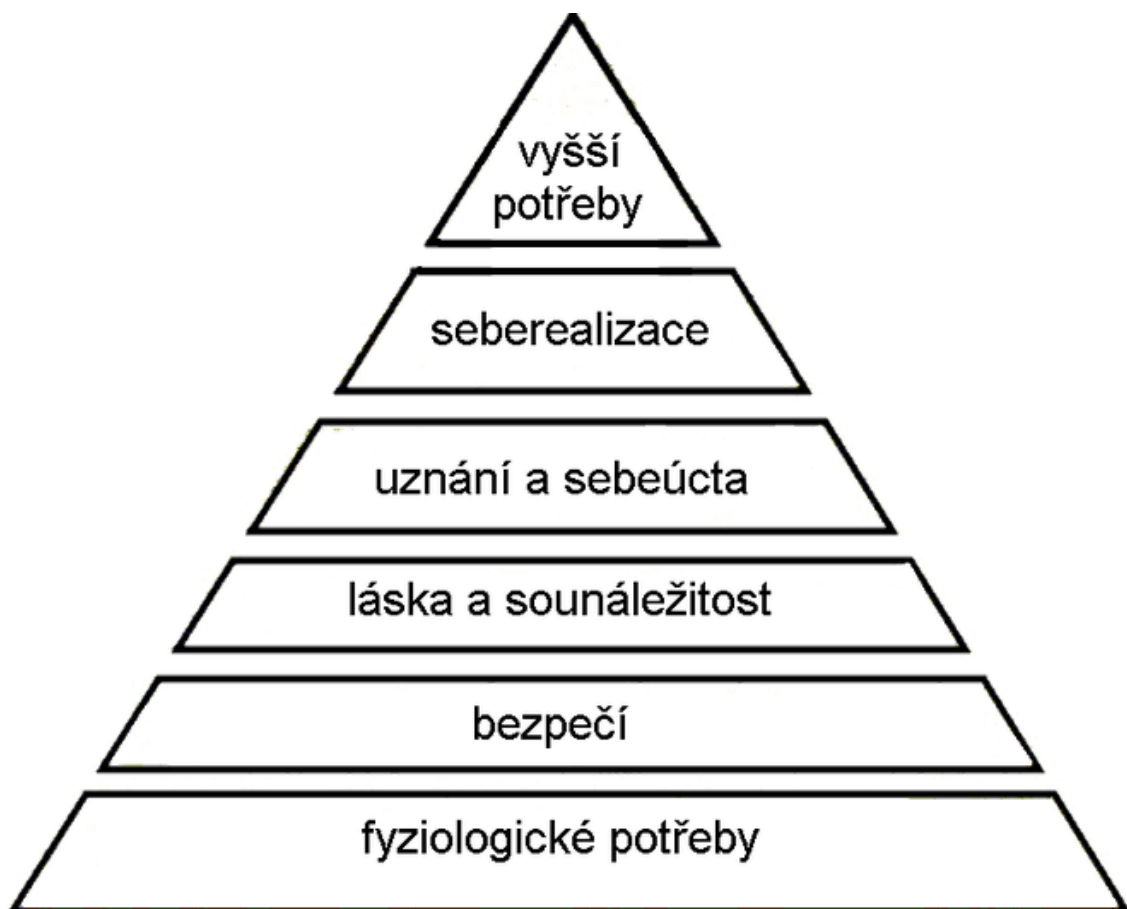 vyšší
potřeby
seberealizace
uznání a sebeúcta
láska a sounáležitost
bezpečí
fyziologické potřeby